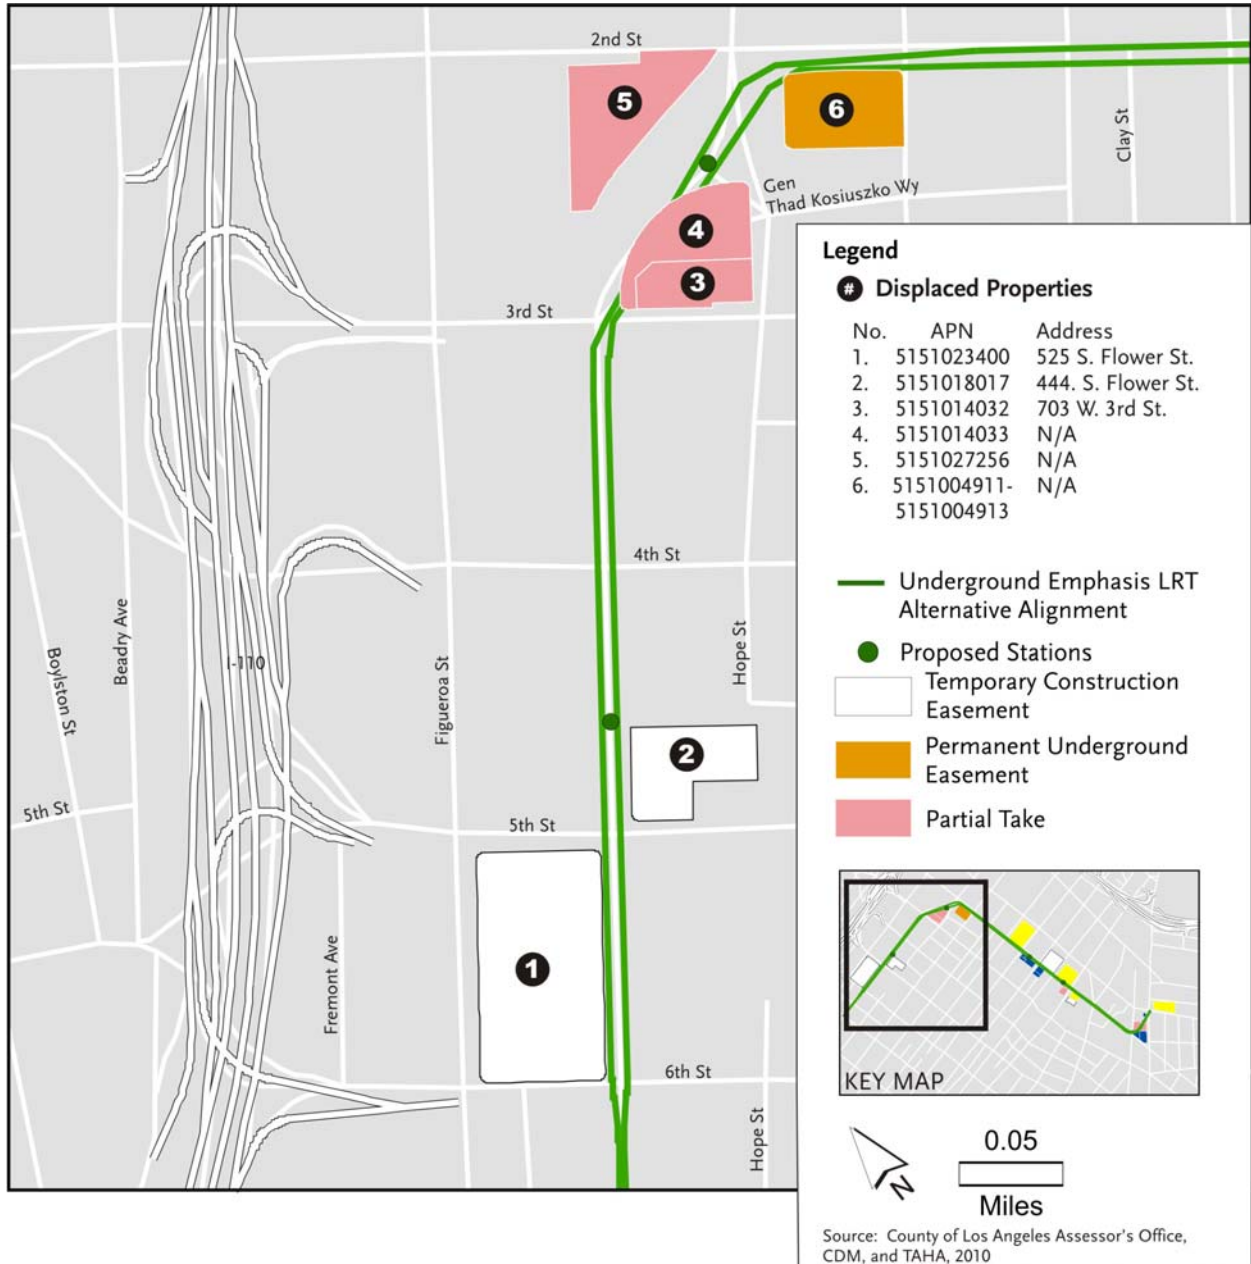 2nd St
5
6
Clay St
Gen
Thad Kosiuszko Wy
4
3
3rd St
4th St
Hope St
Beadry Ave
Boylston St
I-110
Figueroa St
2
5th St
5th St
1
Fremont Ave
6th St
Hope St
Legend
# Displaced Properties
No. APN Address
1. 5151023400 525 S. Flower St.
2. 5151018017 444. S. Flower St.
3. 5151014032 703 W. 3rd St.
4. 5151014033 N/A
5. 5151027256 N/A
6. 5151004911- N/A
5151004913
Underground Emphasis LRT
Alternative Alignment
Proposed Stations
Temporary Construction
Easement
Permanent Underground
Easement
Partial Take
KEY MAP
N
0.05
Miles
Source: County of Los Angeles Assessor's Office,
CDM, and TAHA, 2010